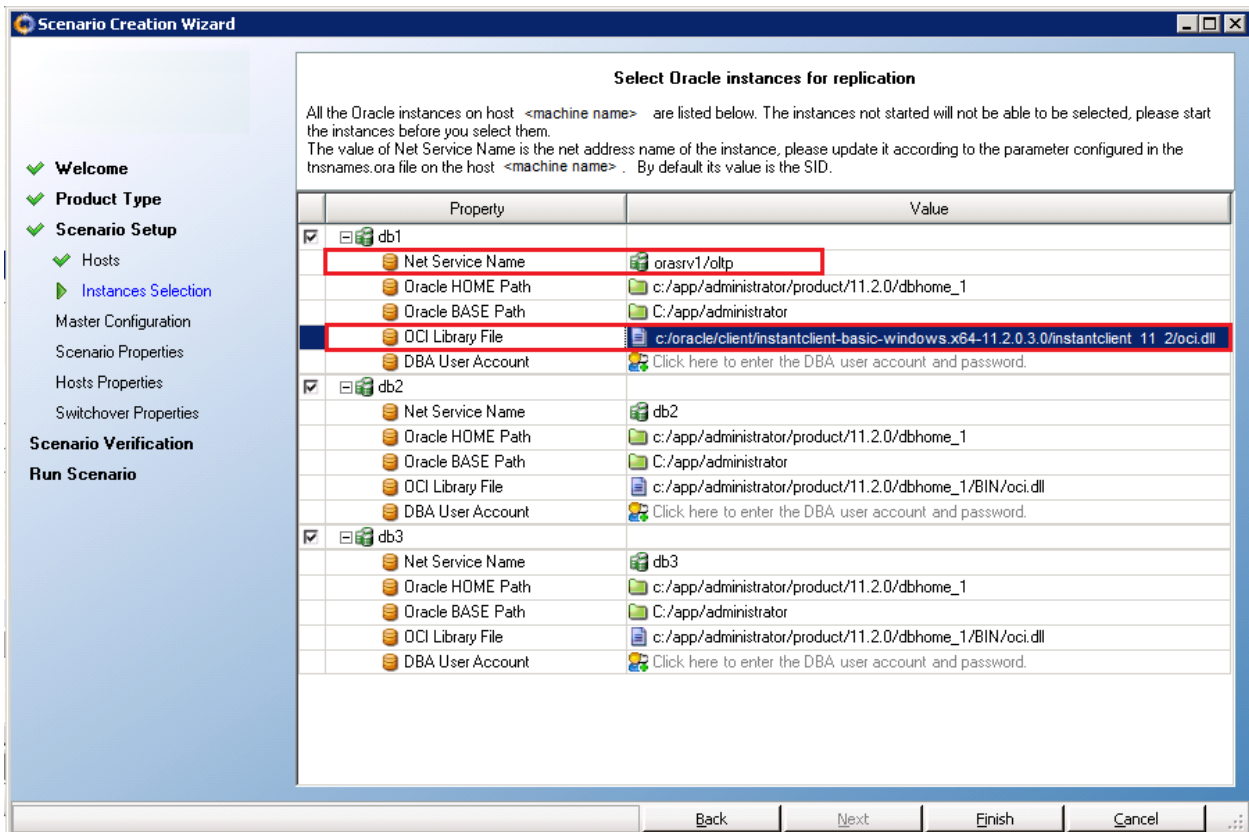 Scenario Creation Wizard
Welcome
Product Type
Scenario Setup
Hosts
Instances Selection
Master Configuration
Scenario Properties
Hosts Properties
Switchover Properties
Scenario Verification
Run Scenario
Select Oracle instances for replication
All the Oracle instances on host <machine name> are listed below. The instances not started will not be able to be selected, please start
the instances before you select them.
The value of Net Service Name is the net address name of the instance, please update it according to the parameter configured in the
tnsnames.ora file on the host <machine name> . By default its value is the SID.
Property Value
db1
Net Service Name orasrv1/oltp
Oracle HOME Path c:/app/administrator/product/11.2.0/dbhome_1
Oracle BASE Path C:/app/administrator
OCI Library File c:/oracle/client/instantclient-basic-windows.x64-11.2.0.3.0/instantclient_11_2/oci.dll
DBA User Account Click here to enter the DBA user account and password.
db2
Net Service Name db2
Oracle HOME Path c:/app/administrator/product/11.2.0/dbhome_1
Oracle BASE Path C:/app/administrator
OCI Library File c:/app/administrator/product/11.2.0/dbhome_1/BIN/oci.dll
DBA User Account Click here to enter the DBA user account and password.
db3
Net Service Name db3
Oracle HOME Path c:/app/administrator/product/11.2.0/dbhome_1
Oracle BASE Path C:/app/administrator
OCI Library File c:/app/administrator/product/11.2.0/dbhome_1/BIN/oci.dll
DBA User Account Click here to enter the DBA user account and password.
Back Next Finish Cancel